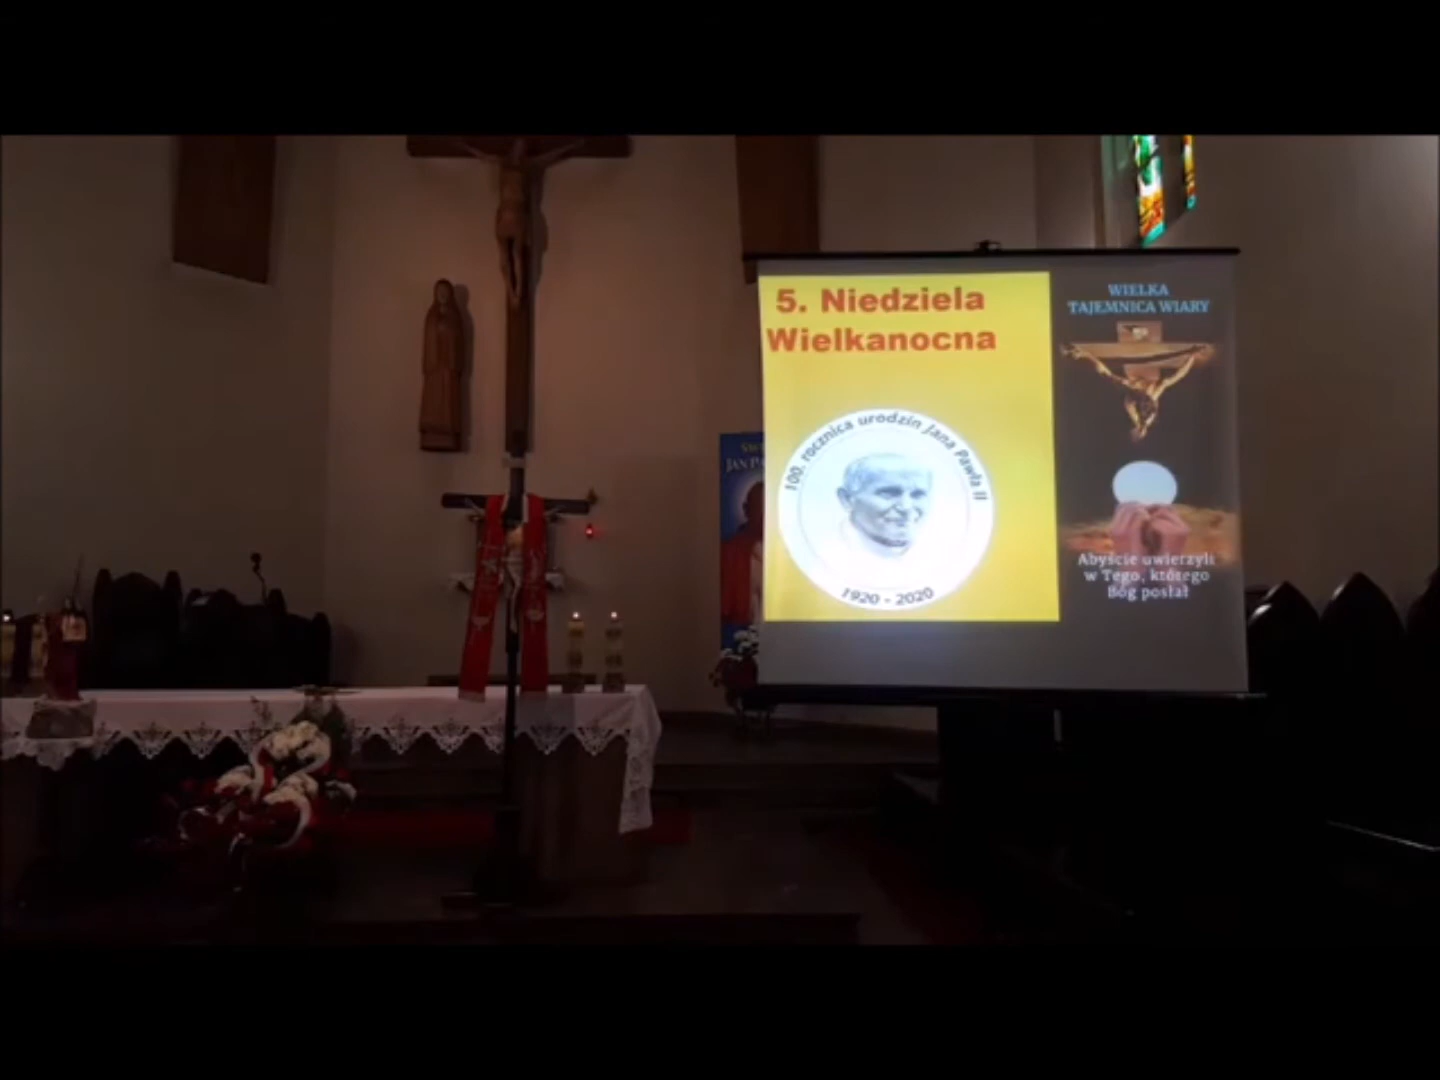 5. Niedziela
Wielkanocna
100. rocznica urodzin Jana Pawła II
1920 - 2020
WIELKA
TAJEMNICA WIARY
Abyście uwierzyli
w Tego, którego
Bóg posłał